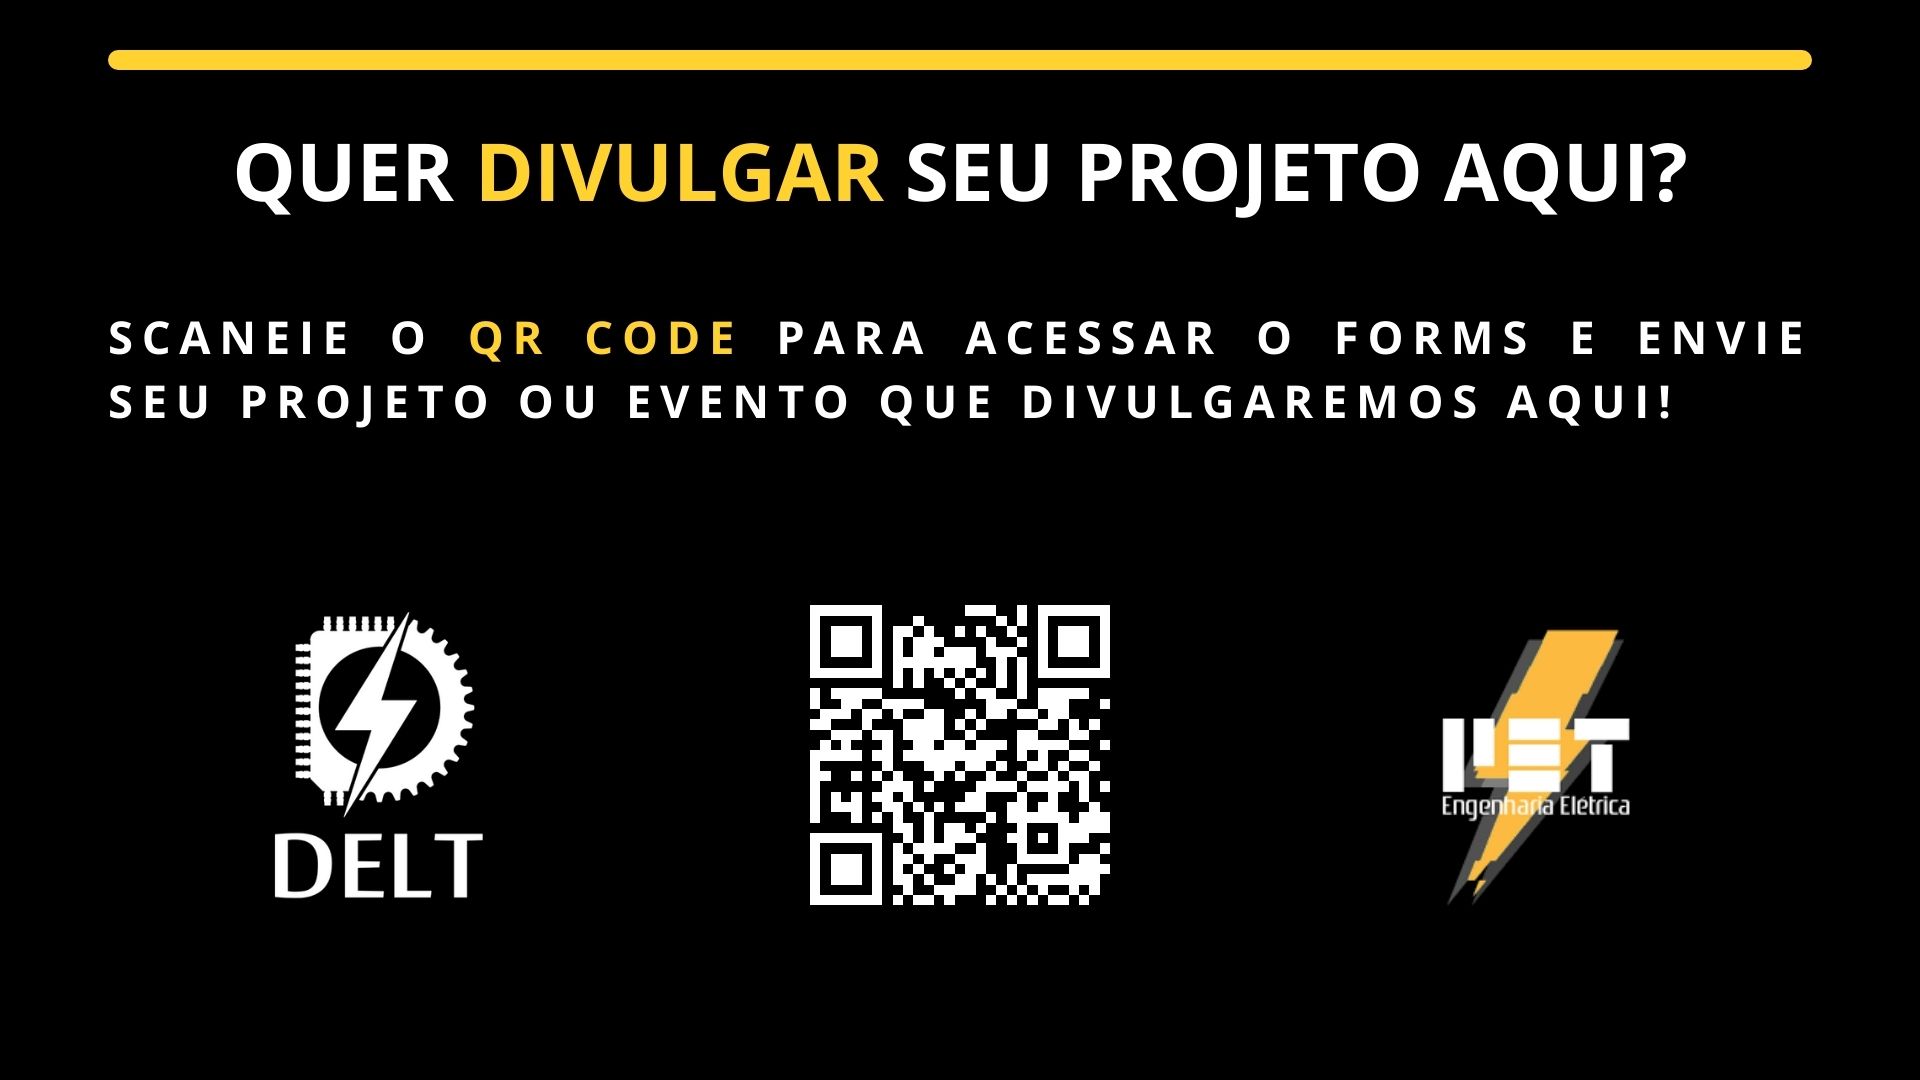 QUER DIVULGAR SEU PROJETO AQUI?
SCANEIE O QR CODE PARA ACESSAR O FORMS E ENVIE
SEU PROJETO OU EVENTO QUE DIVULGAREMOS AQUI!
DELT
Engenharia Elétrica